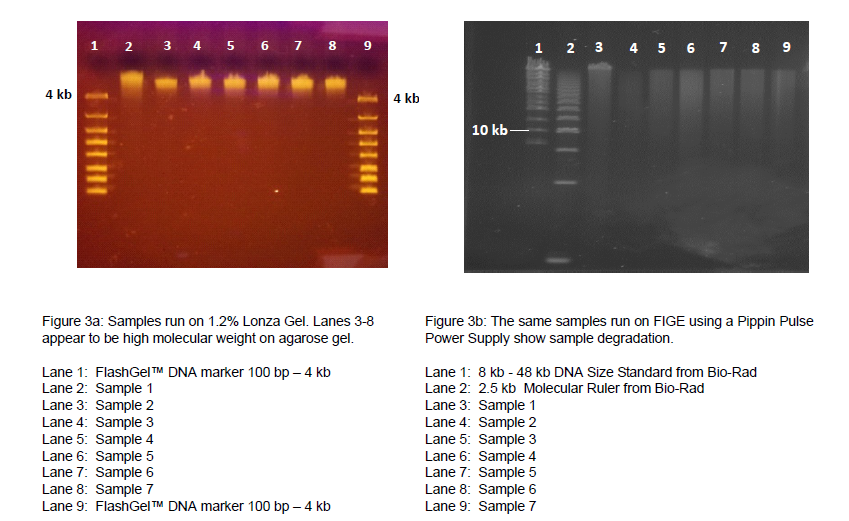 1 2 3 4 5 6 7 8 9
4 kb
4 kb
1 2 3 4 5 6 7 8 9
10 kb
Figure 3a: Samples run on 1.2% Lonza Gel. Lanes 3-8
appear to be high molecular weight on agarose gel.
Lane 1: FlashGel™ DNA marker 100 bp – 4 kb
Lane 2: Sample 1
Lane 3: Sample 2
Lane 4: Sample 3
Lane 5: Sample 4
Lane 6: Sample 5
Lane 7: Sample 6
Lane 8: Sample 7
Lane 9: FlashGel™ DNA marker 100 bp – 4 kb
Figure 3b: The same samples run on FIGE using a Pippin Pulse
Power Supply show sample degradation.
Lane 1: 8 kb - 48 kb DNA Size Standard from Bio-Rad
Lane 2: 2.5 kb Molecular Ruler from Bio-Rad
Lane 3: Sample 1
Lane 4: Sample 2
Lane 5: Sample 3
Lane 6: Sample 4
Lane 7: Sample 5
Lane 8: Sample 6
Lane 9: Sample 7